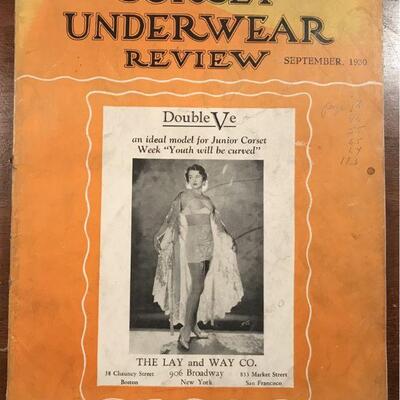 CORSET
UNDERWEAR
REVIEW SEPTEMBER, 1930
Double Ve
an ideal model for Junior Corset
Week "Youth will be curved"
THE LAY and WAY CO.
38 Chauncy Street 906 Broadway 833 Market Street
Boston New York San Francisco